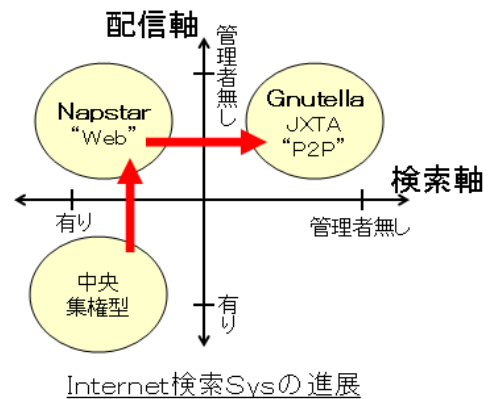 配信軸
管理者無し
Napstar
“Web”
Gnutella
JXTA
“P2P”
検索軸
有り
管理者無し
中央
集権型
有り
Internet検索Sysの進展